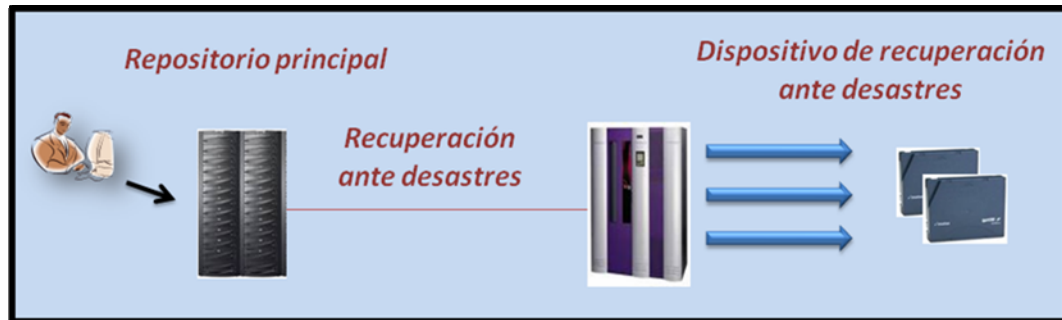 Repositorio principal
Recuperación
ante desastres
Dispositivo de recuperación
ante desastres